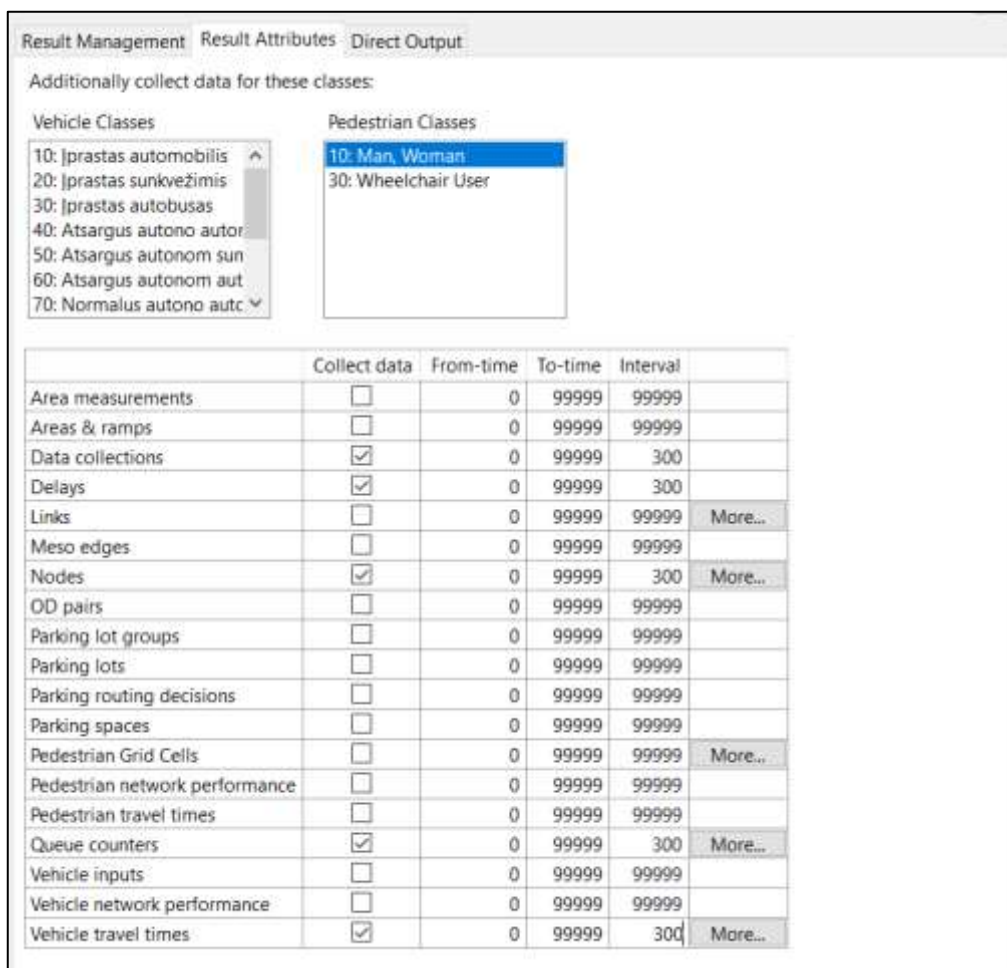 Result Management Result Attributes Direct Output
Additionally collect data for these classes:
Vehicle Classes
10: Įprastas automobilis
20: Įprastas sunkvežimis
30: Įprastas autobusas
40: Atsargus autono autor
50: Atsargus autonom sun
60: Atsargus autonom aut
70: Normalus autono autc
Pedestrian Classes
10: Man, Woman
30: Wheelchair User
Collect data From-time To-time Interval
Area measurements 0 99999 99999
Areas & ramps 0 99999 99999
Data collections 0 99999 300
Delays 0 99999 300
Links 0 99999 99999 More...
Meso edges 0 99999 99999
Nodes 0 99999 300 More...
OD pairs 0 99999 99999
Parking lot groups 0 99999 99999
Parking lots 0 99999 99999
Parking routing decisions 0 99999 99999
Parking spaces 0 99999 99999
Pedestrian Grid Cells 0 99999 99999 More...
Pedestrian network performance 0 99999 99999
Pedestrian travel times 0 99999 99999
Queue counters 0 99999 300 More...
Vehicle inputs 0 99999 99999
Vehicle network performance 0 99999 99999
Vehicle travel times 0 99999 300 More...